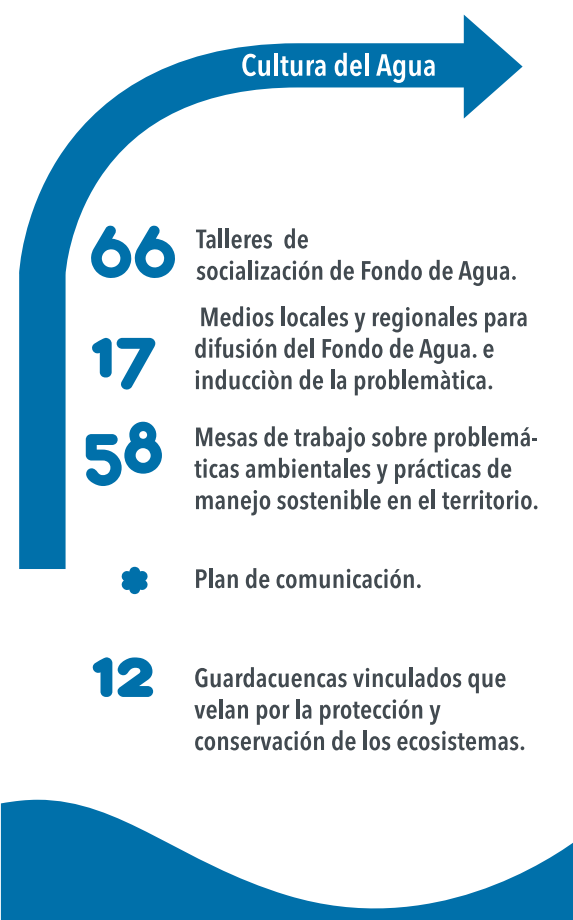 Cultura del Agua
66
Talleres de
socialización de Fondo de Agua.
17
Medios locales y regionales para
difusión del Fondo de Agua. e
inducciòn de la problemàtica.
58
Mesas de trabajo sobre problemá-
ticas ambientales y prácticas de
manejo sostenible en el territorio.
*
Plan de comunicación.
12
Guardacuencas vinculados que
velan por la protección y
conservación de los ecosistemas.